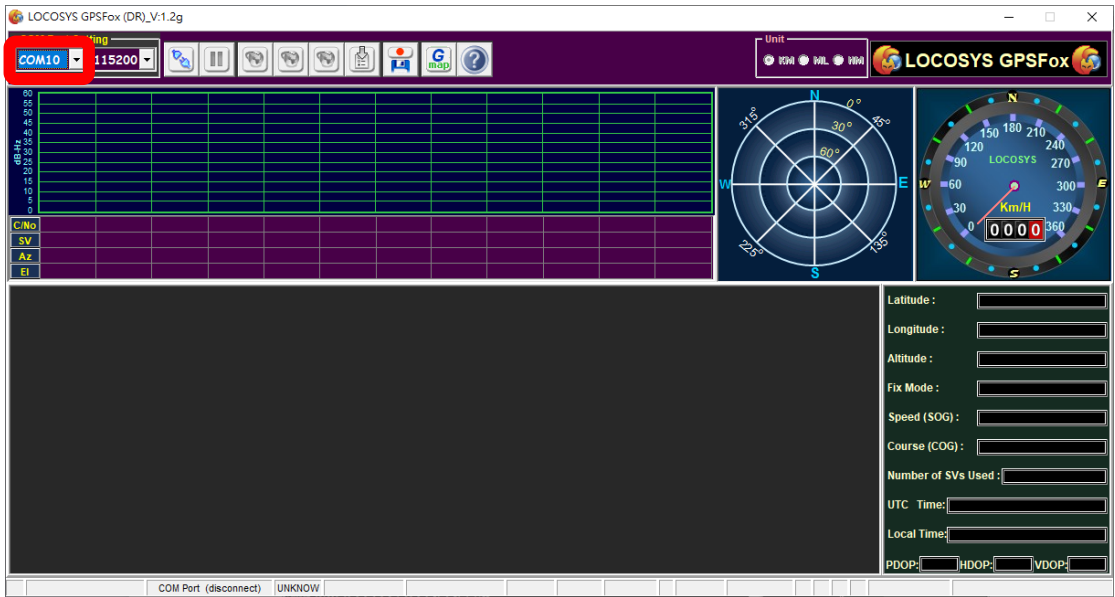 LOCOSYS GPSFox (DR)_V:1.2g
COM10
115200
G
map
?
Unit
KM ML HM
LOCOSYS GPSFox
60
55
50
45
40
35
30
25
20
15
10
5
0
dB-Hz
C/No
SV
Az
El
N
0°
45°
30°
60°
315°
W
E
225°
135°
S
N
150 180 210
120 240
90 LOCOSYS 270
W 60 300 E
30 Km/H 330
0 0000 360
S
Latitude :
Longitude :
Altitude :
Fix Mode :
Speed (SOG) :
Course (COG) :
Number of SVs Used :
UTC Time:
Local Time:
PDOP: HDOP: VDOP:
COM Port (disconnect) UNKNOW